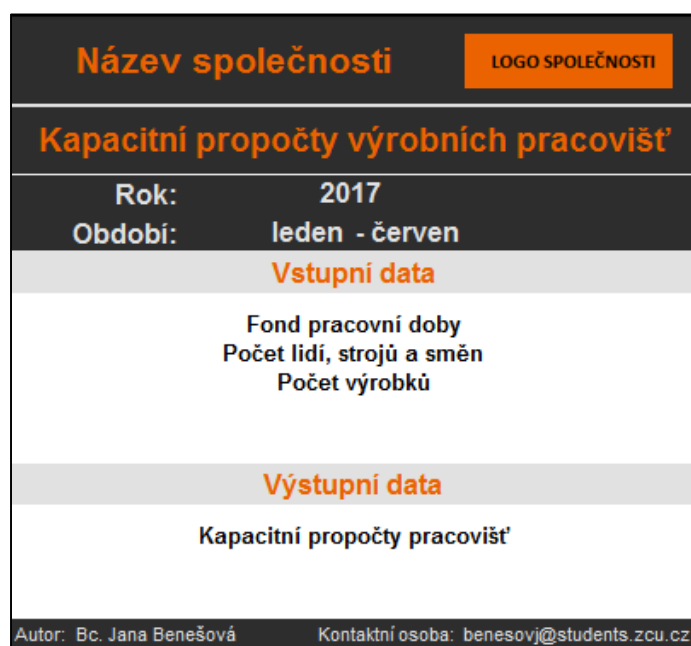 Název společnosti
LOGO SPOLEČNOSTI
Kapacitní propočty výrobních pracovišť
Rok: 2017
Období: leden - červen
Vstupní data
Fond pracovní doby
Počet lidí, strojů a směn
Počet výrobků
Výstupní data
Kapacitní propočty pracovišť
Autor: Bc. Jana Benešová Kontaktní osoba: benesovj@students.zcu.cz